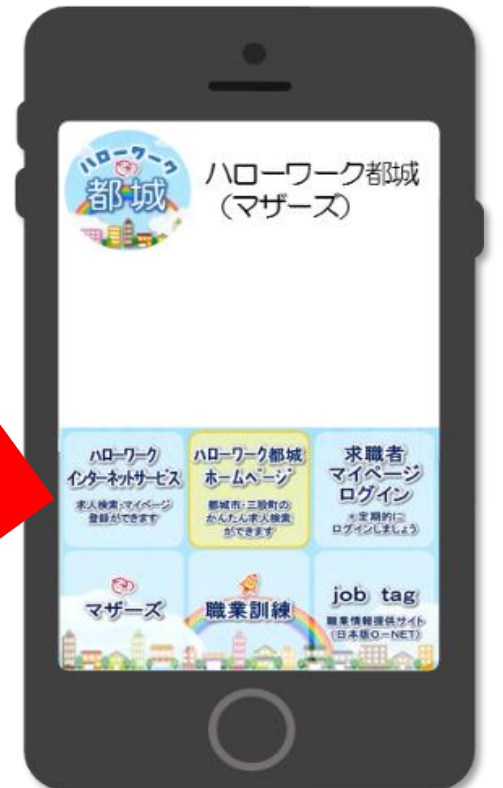 ハローワーク
都城
ハローワーク都城
（マザーズ）
ハローワーク
インターネットサービス
求人検索・マイページ
登録ができます
ハローワーク都城
ホームページ
都城市・三股町の
かんたん求人検索
ができます
求職者
マイページ
ログイン
＊定期的に
ログインしましょう
マザーズ
職業訓練
job tag
職業情報提供サイト
（日本版O－NET）